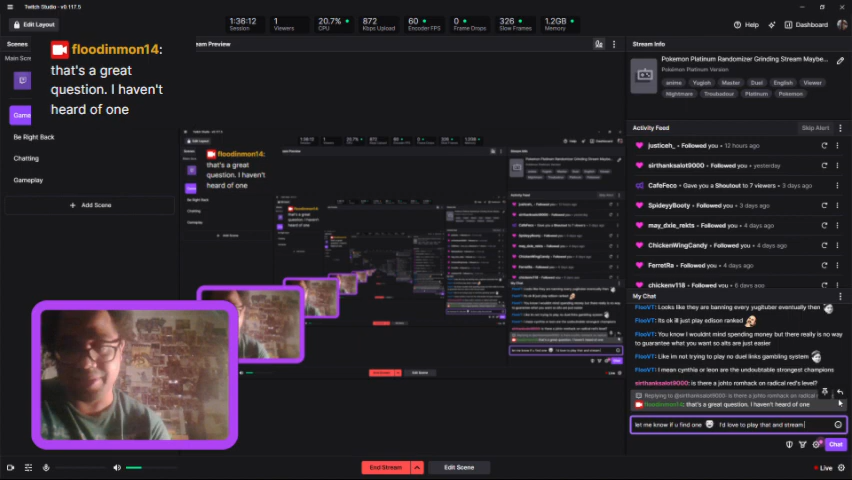 Twitch Studio - v0.117.5
Edit Layout
1:36:12
Session
1
Viewers
20.7%
CPU
872
Kbps Upload
60
Encoder FPS
0
Frame Drops
326
Slow Frames
1.2GB
Memory
Help
Dashboard
Scenes
Main Scr
Game
Be Right Back
Chatting
Gameplay
Add Scene
floodinmon14:
that's a great
question. I haven't
heard of one
tream Preview
Stream Info
Pokemon Platinum Randomizer Grinding Stream Maybe...
Pokémon Platinum Version
anime
Yugioh
Master
Duel
English
Viewer
Nightmare
Troubadour
Platinum
Pokemon
Activity Feed
Skip Alert
justiceh_ • Followed you • 12 hours ago
sirthanksalot9000 • Followed you • yesterday
CafeFeco • Gave you a Shoutout to 7 viewers • 3 days ago
SpideyyBooty • Followed you • 3 days ago
may_dxie_rekts • Followed you • 4 days ago
ChickenWingCandy • Followed you • 4 days ago
FerretRa • Followed you • 4 days ago
chickenv118 • Followed you • 6 days ago
My Chat
FleeVT: Looks like they are banning every yugituber eventually then
FleeVT: Its ok ill just play edison ranked
FleeVT: You know I wouldnt mind spending money but there really is no way to guarantee what you want so alts are just easier
FleeVT: Like im not trying to play no duel links gambling system
FleeVT: I mean cynthia or leon are the undoubtable strongest champions
sirthanksalot9000: is there a johto romhack on radical red's level?
Replying to @sirthanksalot9000: is there a johto romhack on radical
floodinmon14: that's a great question. I haven't heard of one
let me know if u find one I'd love to play that and stream
Chat
End Stream
Edit Scene
Live